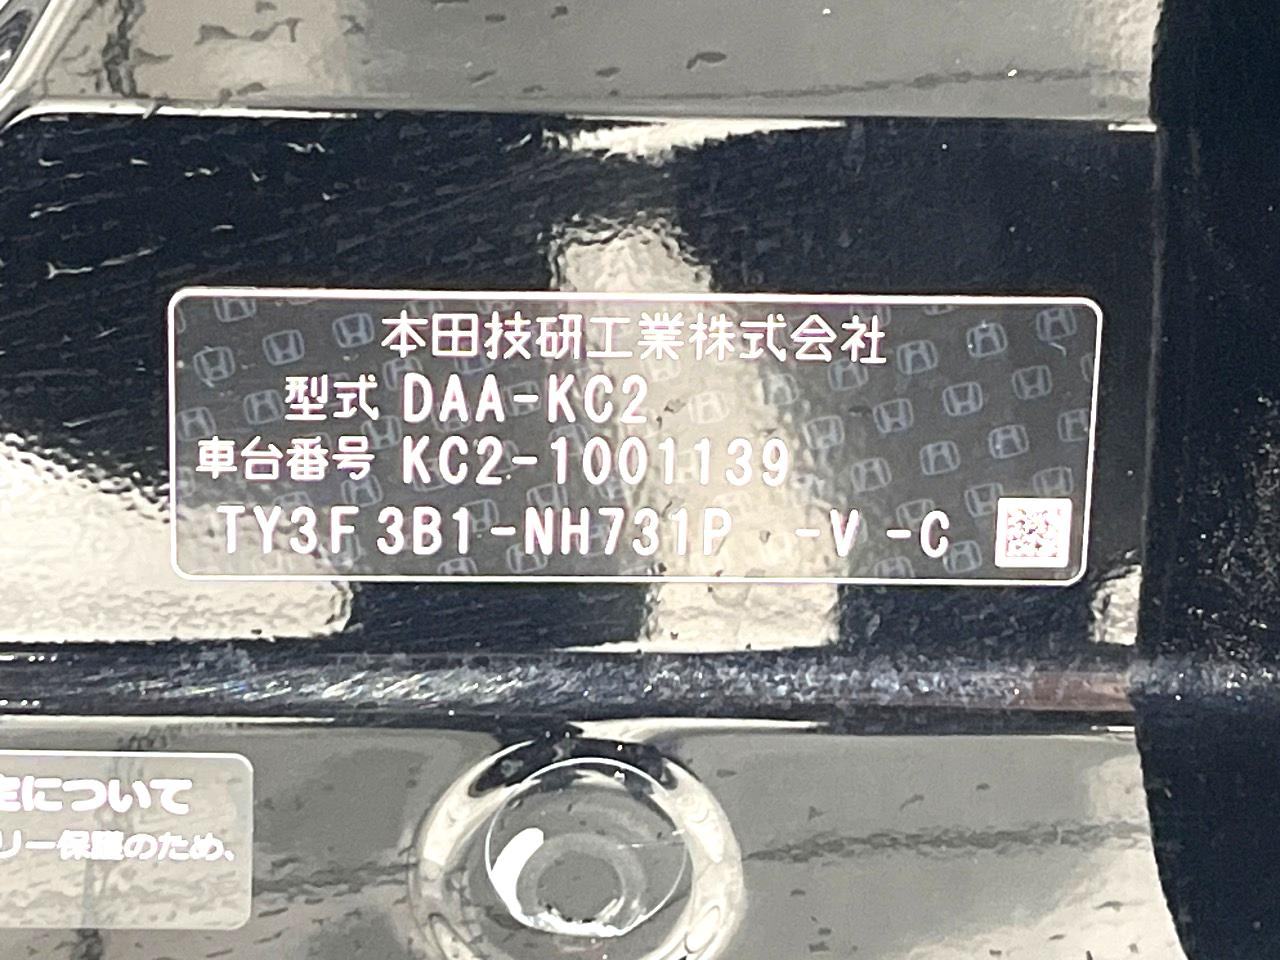 本田技研工業株式会社
型式 DAA-KC2
車台番号 KC2-1001139
TY3F 3B1-NH731P -V -C
について
リー保護のため、